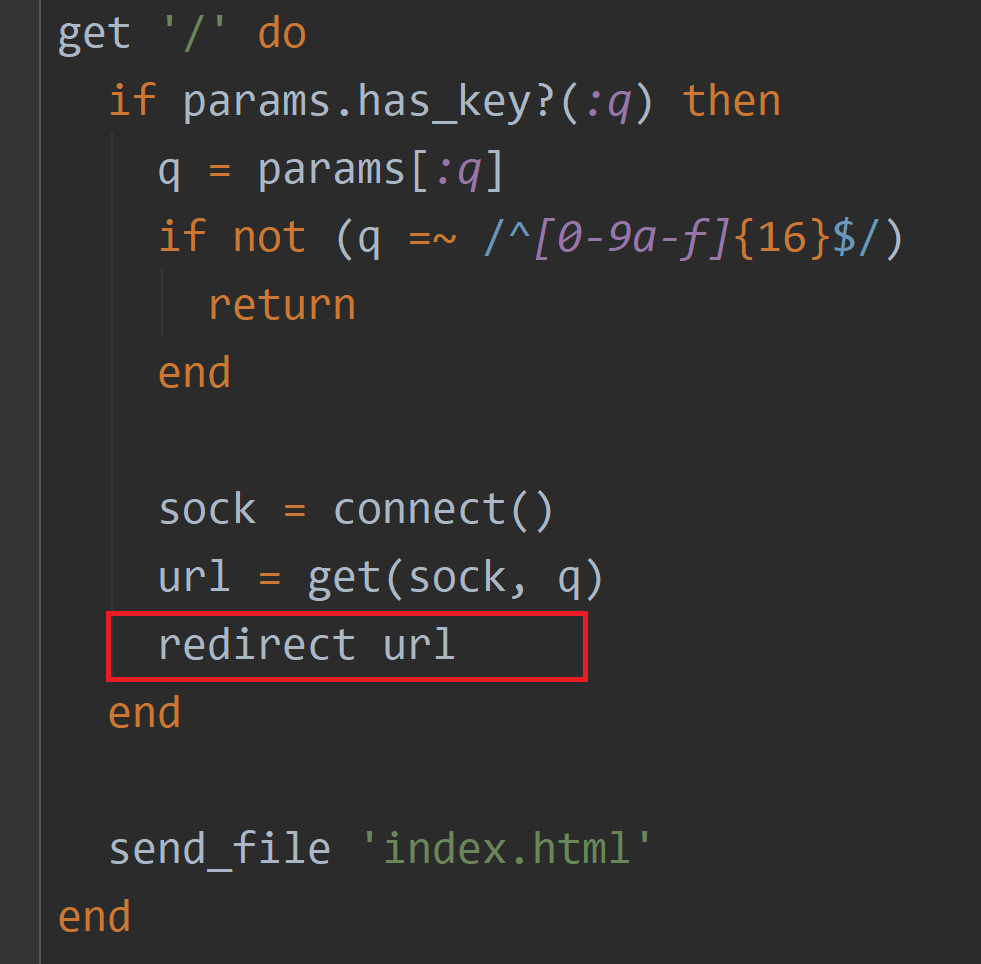 get '/' do
  if params.has_key?(:q) then
    q = params[:q]
    if not (q =~ /^[0-9a-f]{16}$/)
      return
    end

    sock = connect()
    url = get(sock, q)
    redirect url
  end

  send_file 'index.html'
end